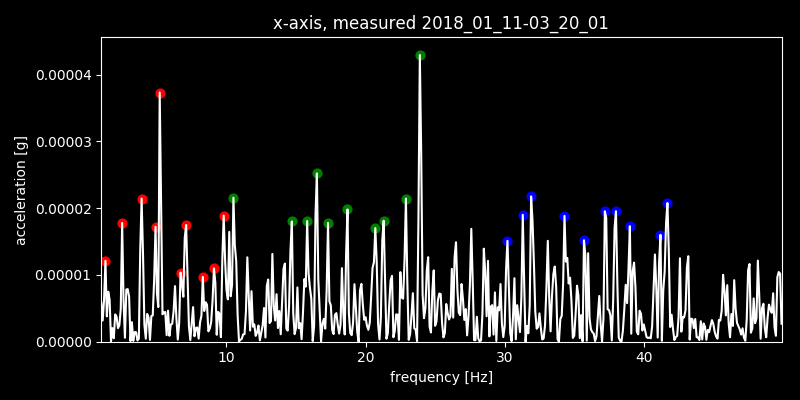 x-axis, measured 2018_01_11-03_20_01
0.00004
0.00003
0.00002
0.00001
0.00000
acceleration [g]
10 20 30 40
frequency [Hz]